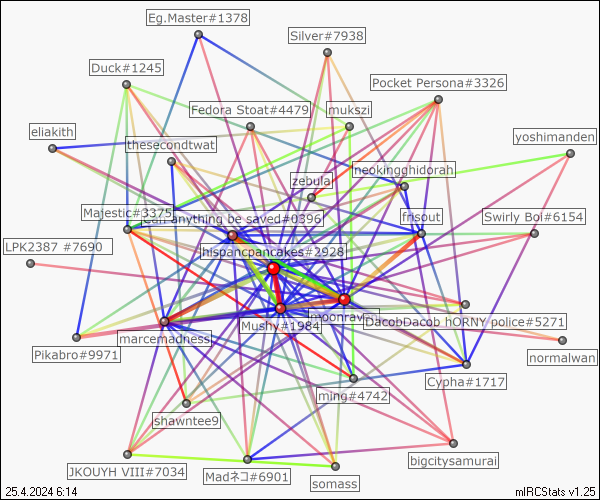 Eg.Master#1378
Silver#7938
Duck#1245
Pocket Persona#3326
Fedora Stoat#4479
mukszi
eliakith
thesecondtwat
yoshimanden
neokingghidorah
zebula
Majestic#3375
can anything be saved#0396
frisout
Swirly Boi#6154
LPK2387 #7690
hispancpancakes#2928
moonrav
DacobDacob hORNY police#5271
Mushy#1984
marcemadness
Pikabro#9971
normalwan
Cypha#1717
ming#4742
shawntee9
bigcitysamurai
JKOUYH VIII#7034
Madネコ#6901
somass
25.4.2024 6:14
mIRCStats v1.25